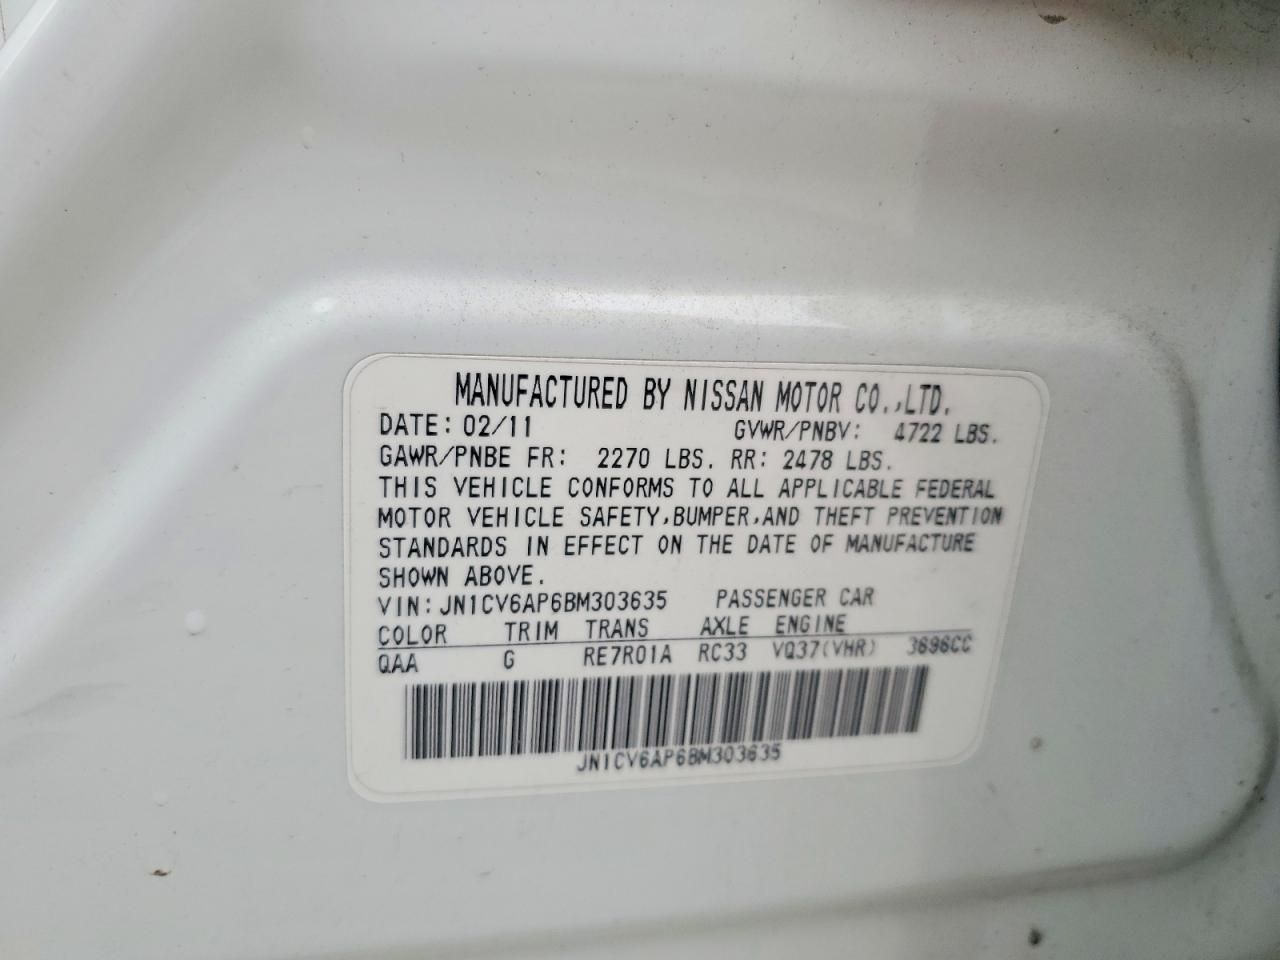 MANUFACTURED BY NISSAN MOTOR CO.,LTD.
DATE: 02/11 GVWR/PNBV: 4722 LBS.
GAWR/PNBE FR: 2270 LBS. RR: 2478 LBS.
THIS VEHICLE CONFORMS TO ALL APPLICABLE FEDERAL
MOTOR VEHICLE SAFETY,BUMPER,AND THEFT PREVENTION
STANDARDS IN EFFECT ON THE DATE OF MANUFACTURE
SHOWN ABOVE.
VIN: JN1CV6AP6BM303635 PASSENGER CAR
COLOR TRIM TRANS AXLE ENGINE
QAA G RE7R01A RC33 VQ37(VHR) 3696CC
JN1CV6AP6BM303635